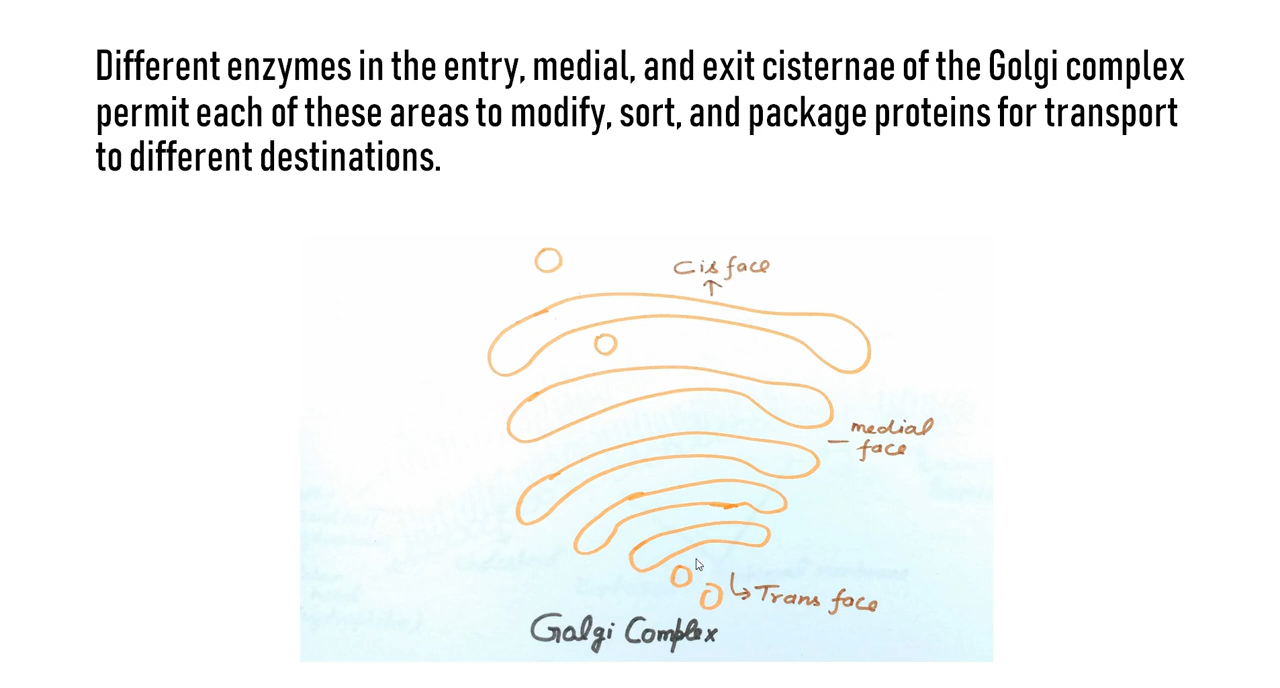 Different enzymes in the entry, medial, and exit cisternae of the Golgi complex
permit each of these areas to modify, sort, and package proteins for transport
to different destinations.
Cis face
medial
face
Trans face
Golgi Complex